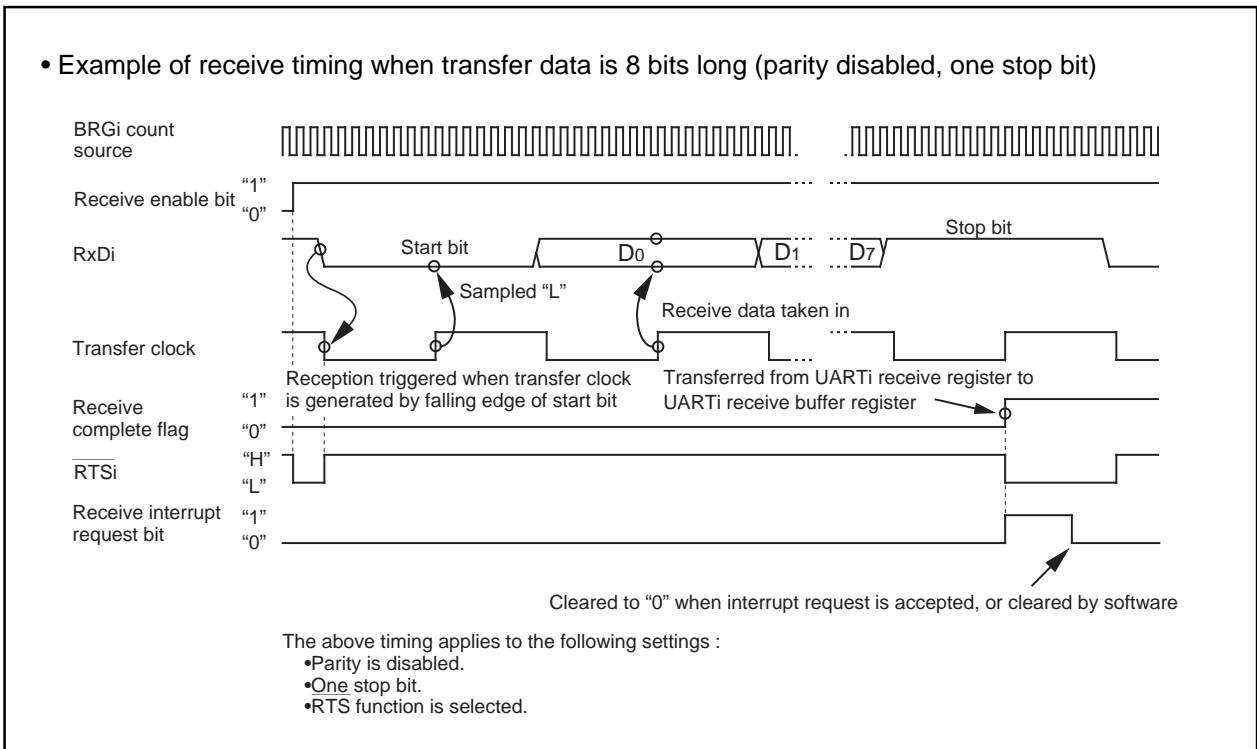 • Example of receive timing when transfer data is 8 bits long (parity disabled, one stop bit)
BRGi count
source
Receive enable bit
“1”
“0”
RxDi
Start bit
D0
D1
D7
Stop bit
Sampled “L”
Receive data taken in
Transfer clock
Reception triggered when transfer clock
is generated by falling edge of start bit
Transferred from UARTi receive register to
UARTi receive buffer register
Receive
complete flag
“1”
“0”
RTSi
“H”
“L”
Receive interrupt
request bit
“1”
“0”
Cleared to “0” when interrupt request is accepted, or cleared by software
The above timing applies to the following settings :
•Parity is disabled.
•One stop bit.
•RTS function is selected.